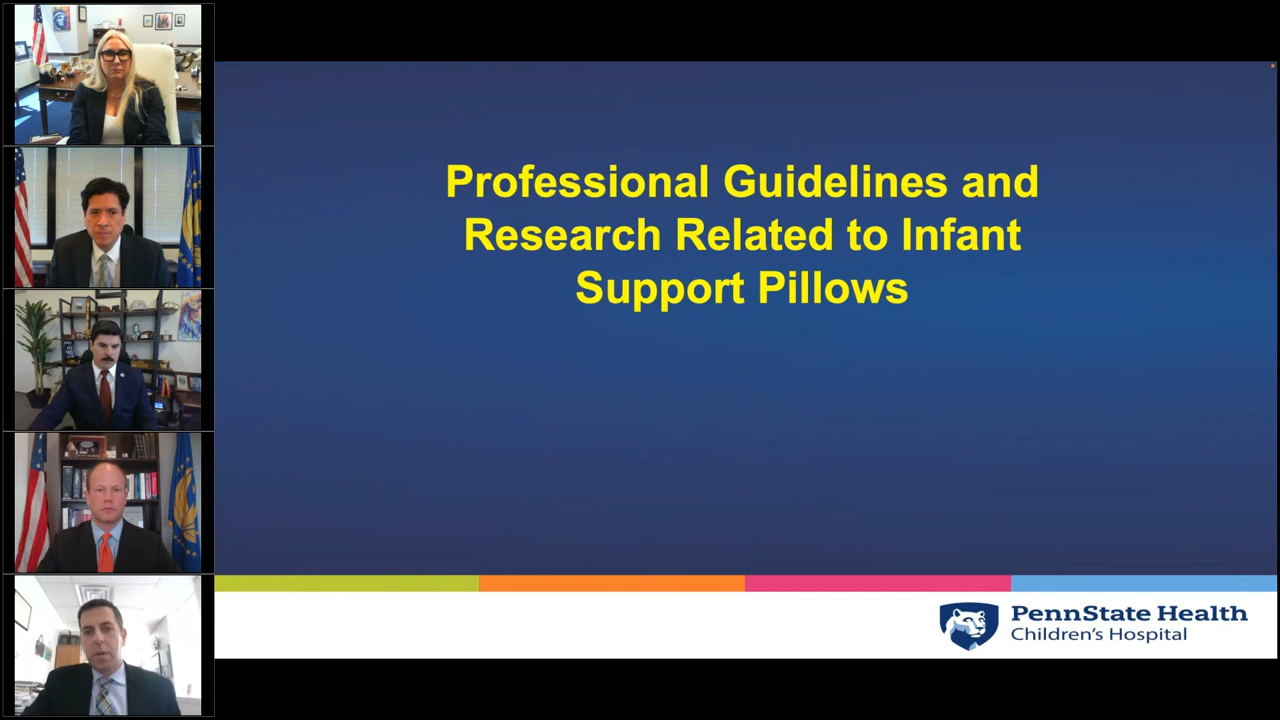 Professional Guidelines and
Research Related to Infant
Support Pillows
PennState Health
Children's Hospital